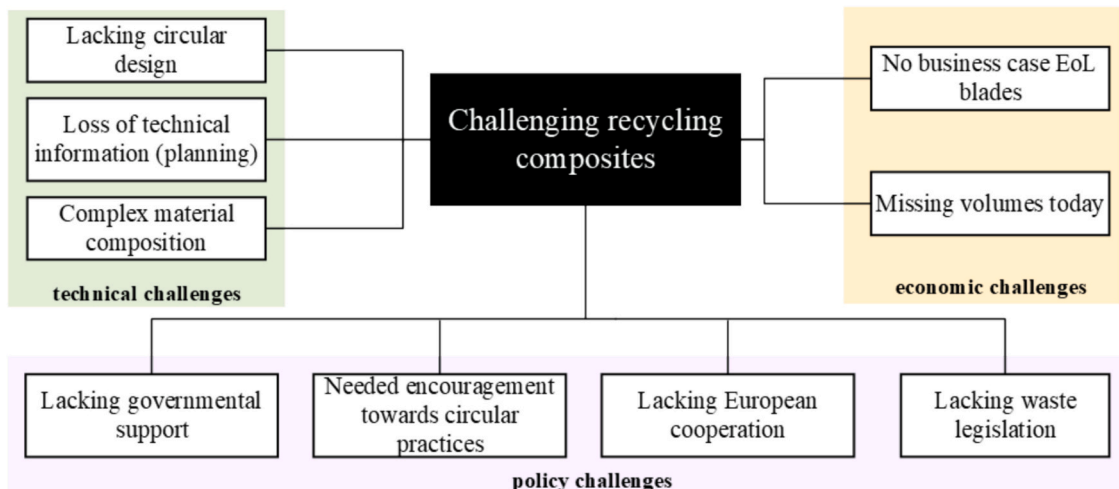 Lacking circular
design
Loss of technical
information (planning)
Complex material
composition
technical challenges
Challenging recycling
composites
No business case EoL
blades
Missing volumes today
economic challenges
Lacking governmental
support
Needed encouragement
towards circular
practices
Lacking European
cooperation
Lacking waste
legislation
policy challenges